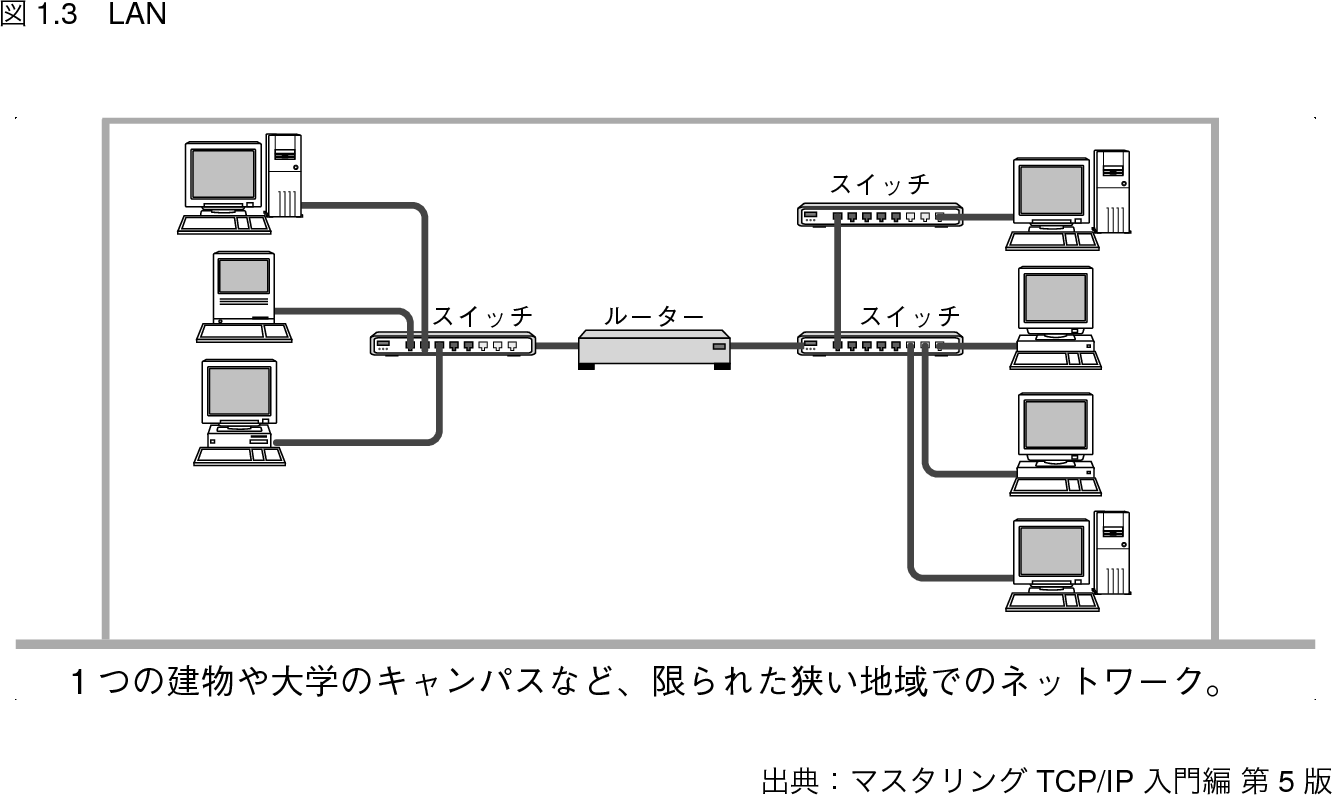 図 1.3　LAN
スイッチ
スイッチ
ルーター
スイッチ
1 つの建物や大学のキャンパスなど、限られた狭い地域でのネットワーク。
出典：マスタリング TCP/IP 入門編 第 5 版